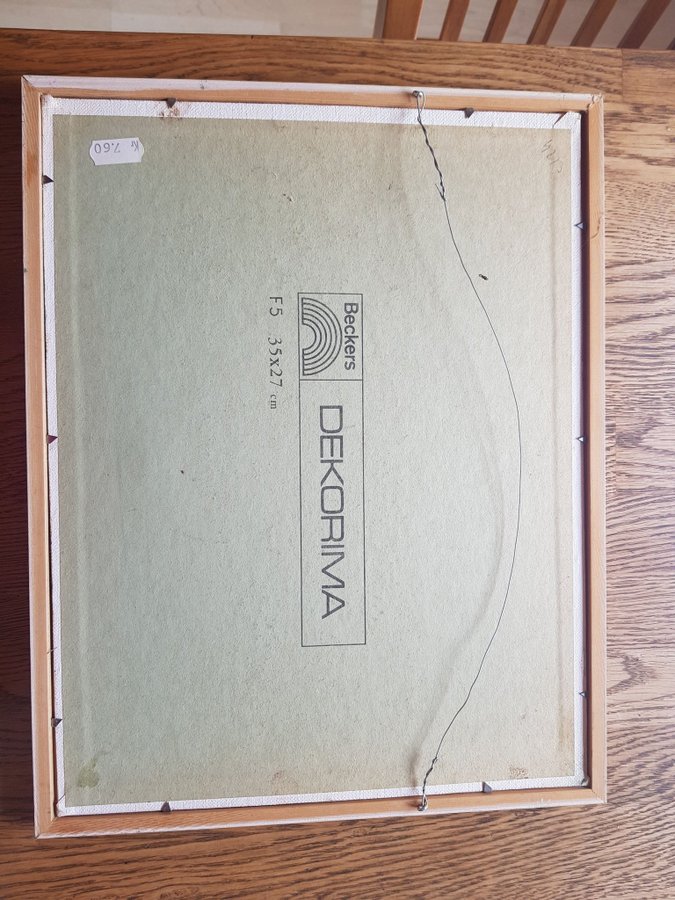 Kr 7.60
Beckers
DEKORIMA
F5 35x27 cm